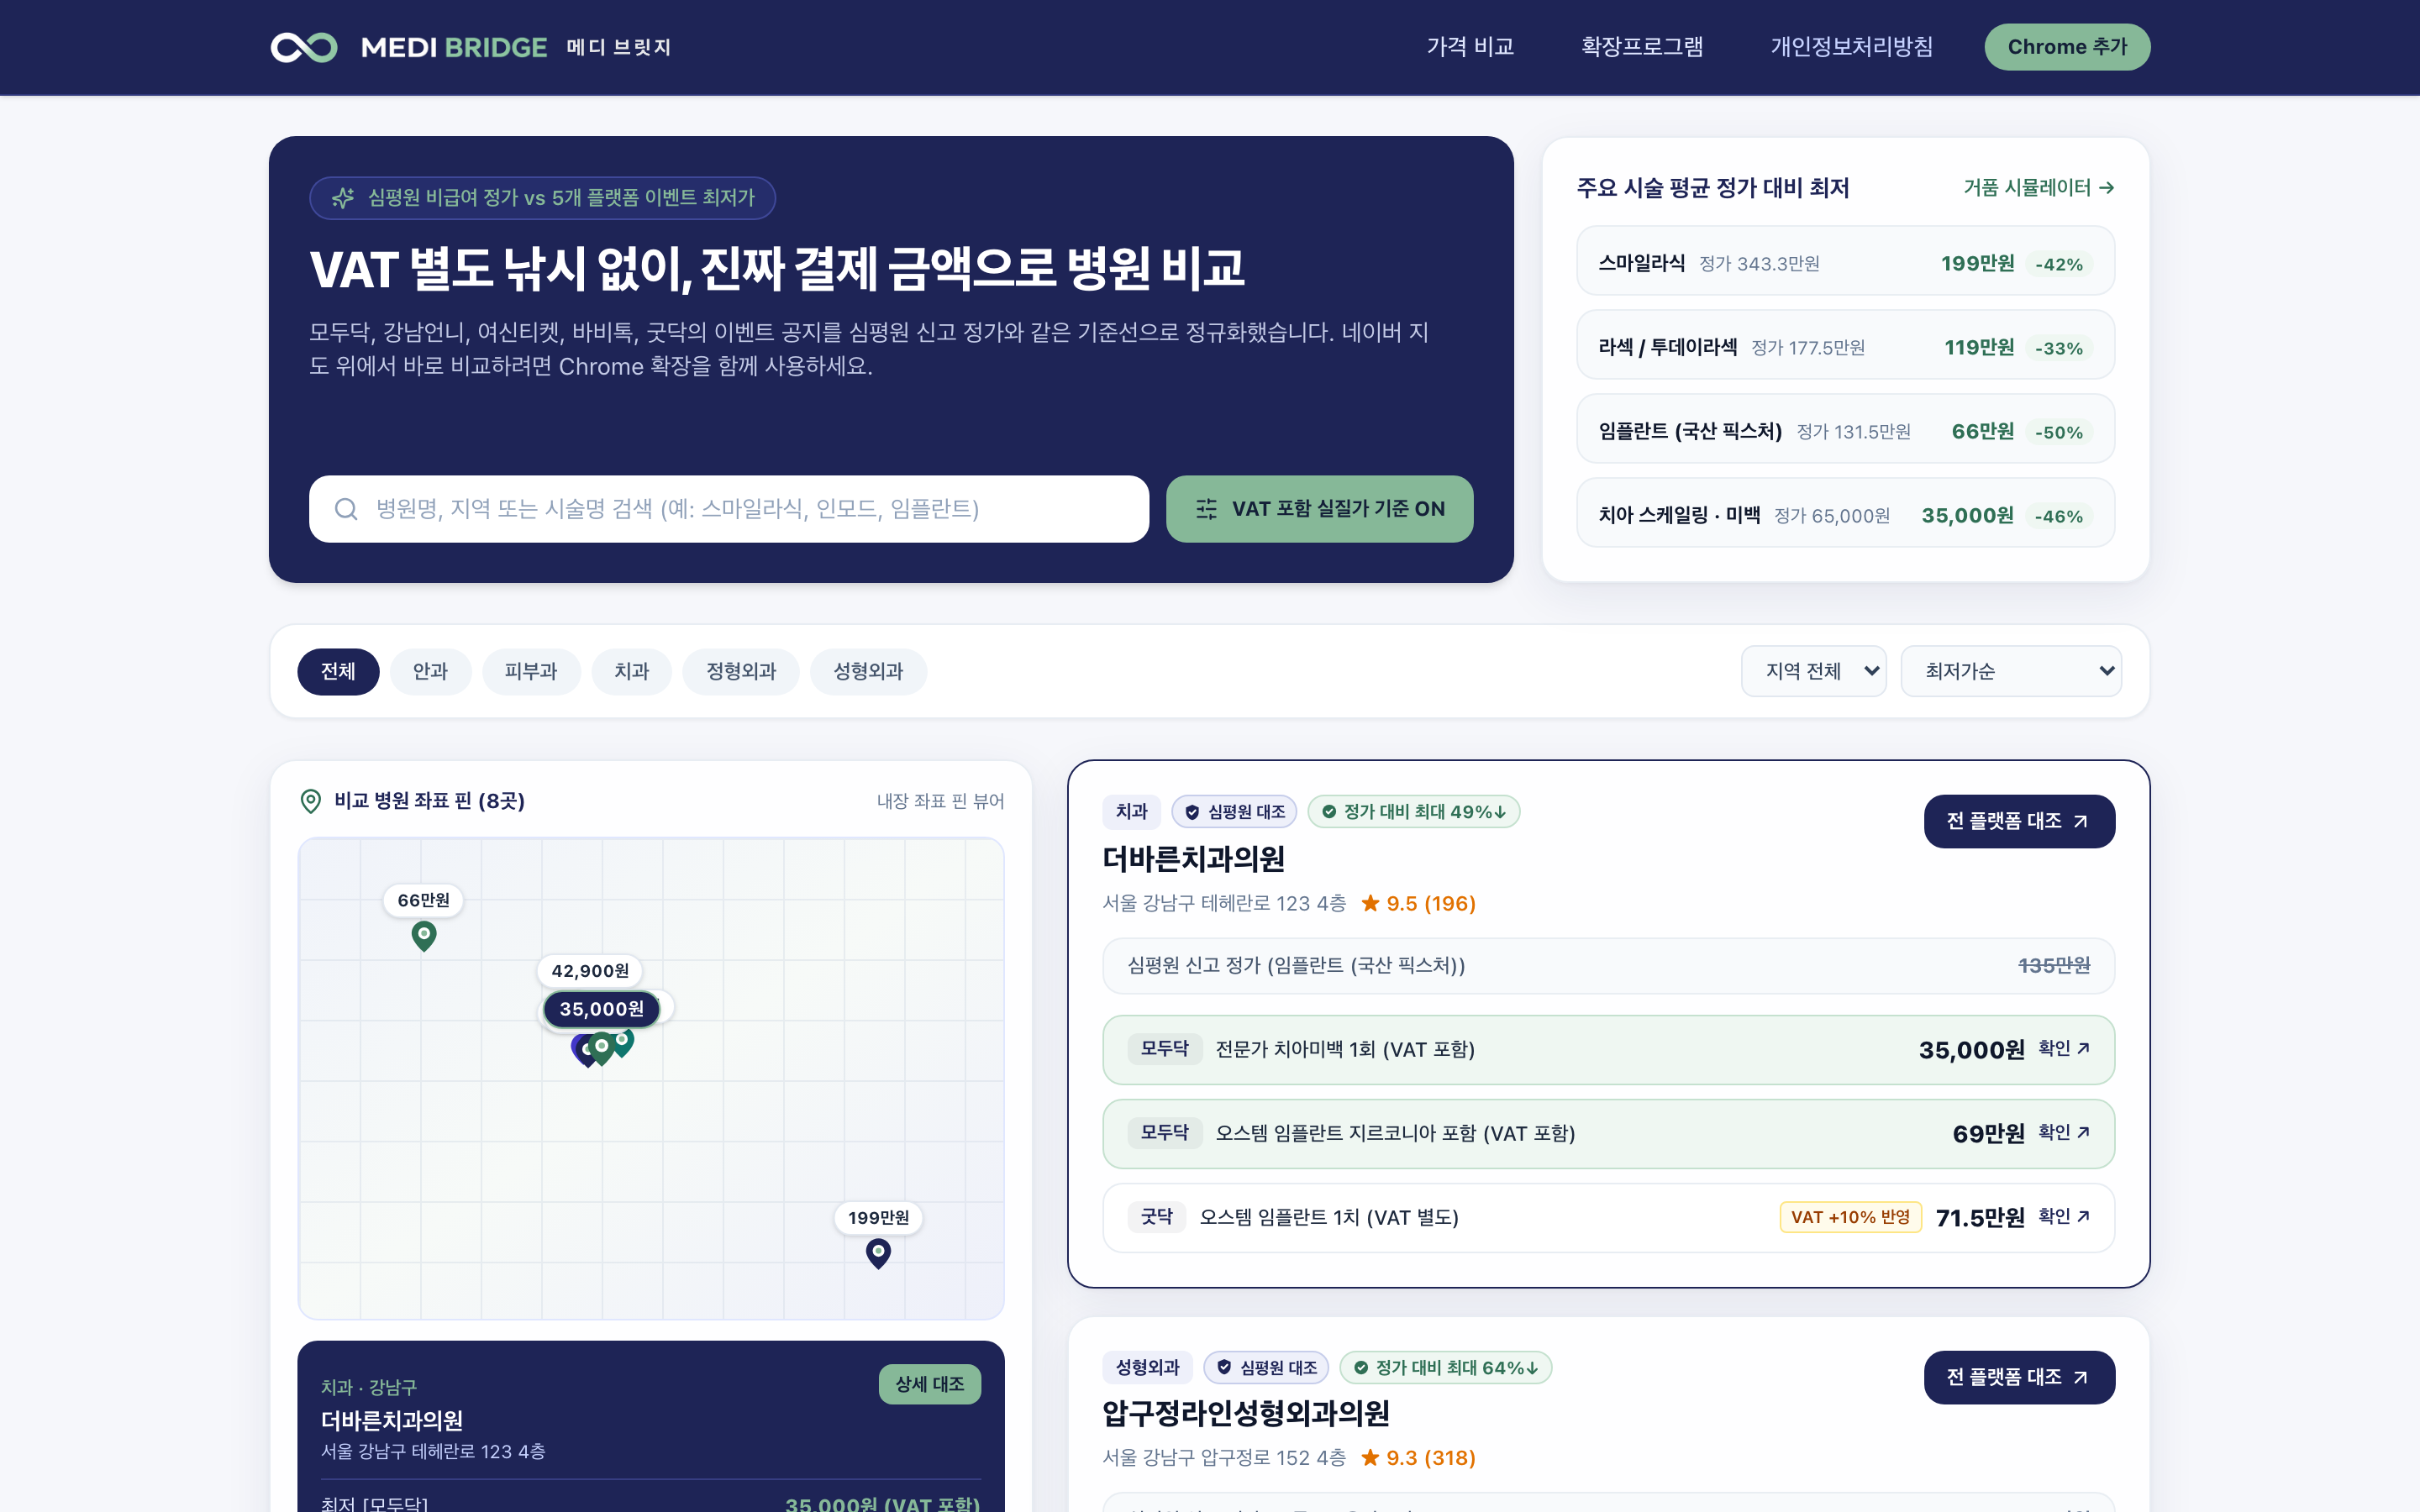 MEDI BRIDGE 메디 브릿지
가격 비교
확장프로그램
개인정보처리방침
Chrome 추가
심평원 비급여 정가 vs 5개 플랫폼 이벤트 최저가
VAT 별도 낚시 없이, 진짜 결제 금액으로 병원 비교
모두닥, 강남언니, 여신티켓, 바비톡, 굿닥의 이벤트 공지를 심평원 신고 정가와 같은 기준선으로 정규화했습니다. 네이버 지
도 위에서 바로 비교하려면 Chrome 확장을 함께 사용하세요.
병원명, 지역 또는 시술명 검색 (예: 스마일라식, 인모드, 임플란트)
VAT 포함 실질가 기준 ON
주요 시술 평균 정가 대비 최저
거품 시뮬레이터 →
스마일라식 정가 343.3만원 199만원 -42%
라섹 / 투데이라섹 정가 177.5만원 119만원 -33%
임플란트 (국산 픽스처) 정가 131.5만원 66만원 -50%
치아 스케일링 · 미백 정가 65,000원 35,000원 -46%
전체
안과
피부과
치과
정형외과
성형외과
지역 전체
최저가순
비교 병원 좌표 핀 (8곳)
내장 좌표 핀 뷰어
66만원
42,900원
35,000원
199만원
치과 · 강남구
더바른치과의원
서울 강남구 테헤란로 123 4층
상세 대조
최저 [모두닥] 35,000원 (VAT 포함)
치과
심평원 대조
정가 대비 최대 49%↓
전 플랫폼 대조
더바른치과의원
서울 강남구 테헤란로 123 4층 ★ 9.5 (196)
심평원 신고 정가 (임플란트 (국산 픽스처)) 135만원
모두닥 전문가 치아미백 1회 (VAT 포함) 35,000원 확인
모두닥 오스템 임플란트 지르코니아 포함 (VAT 포함) 69만원 확인
굿닥 오스템 임플란트 1치 (VAT 별도) VAT +10% 반영 71.5만원 확인
성형외과
심평원 대조
정가 대비 최대 64%↓
전 플랫폼 대조
압구정라인성형외과의원
서울 강남구 압구정로 152 4층 ★ 9.3 (318)